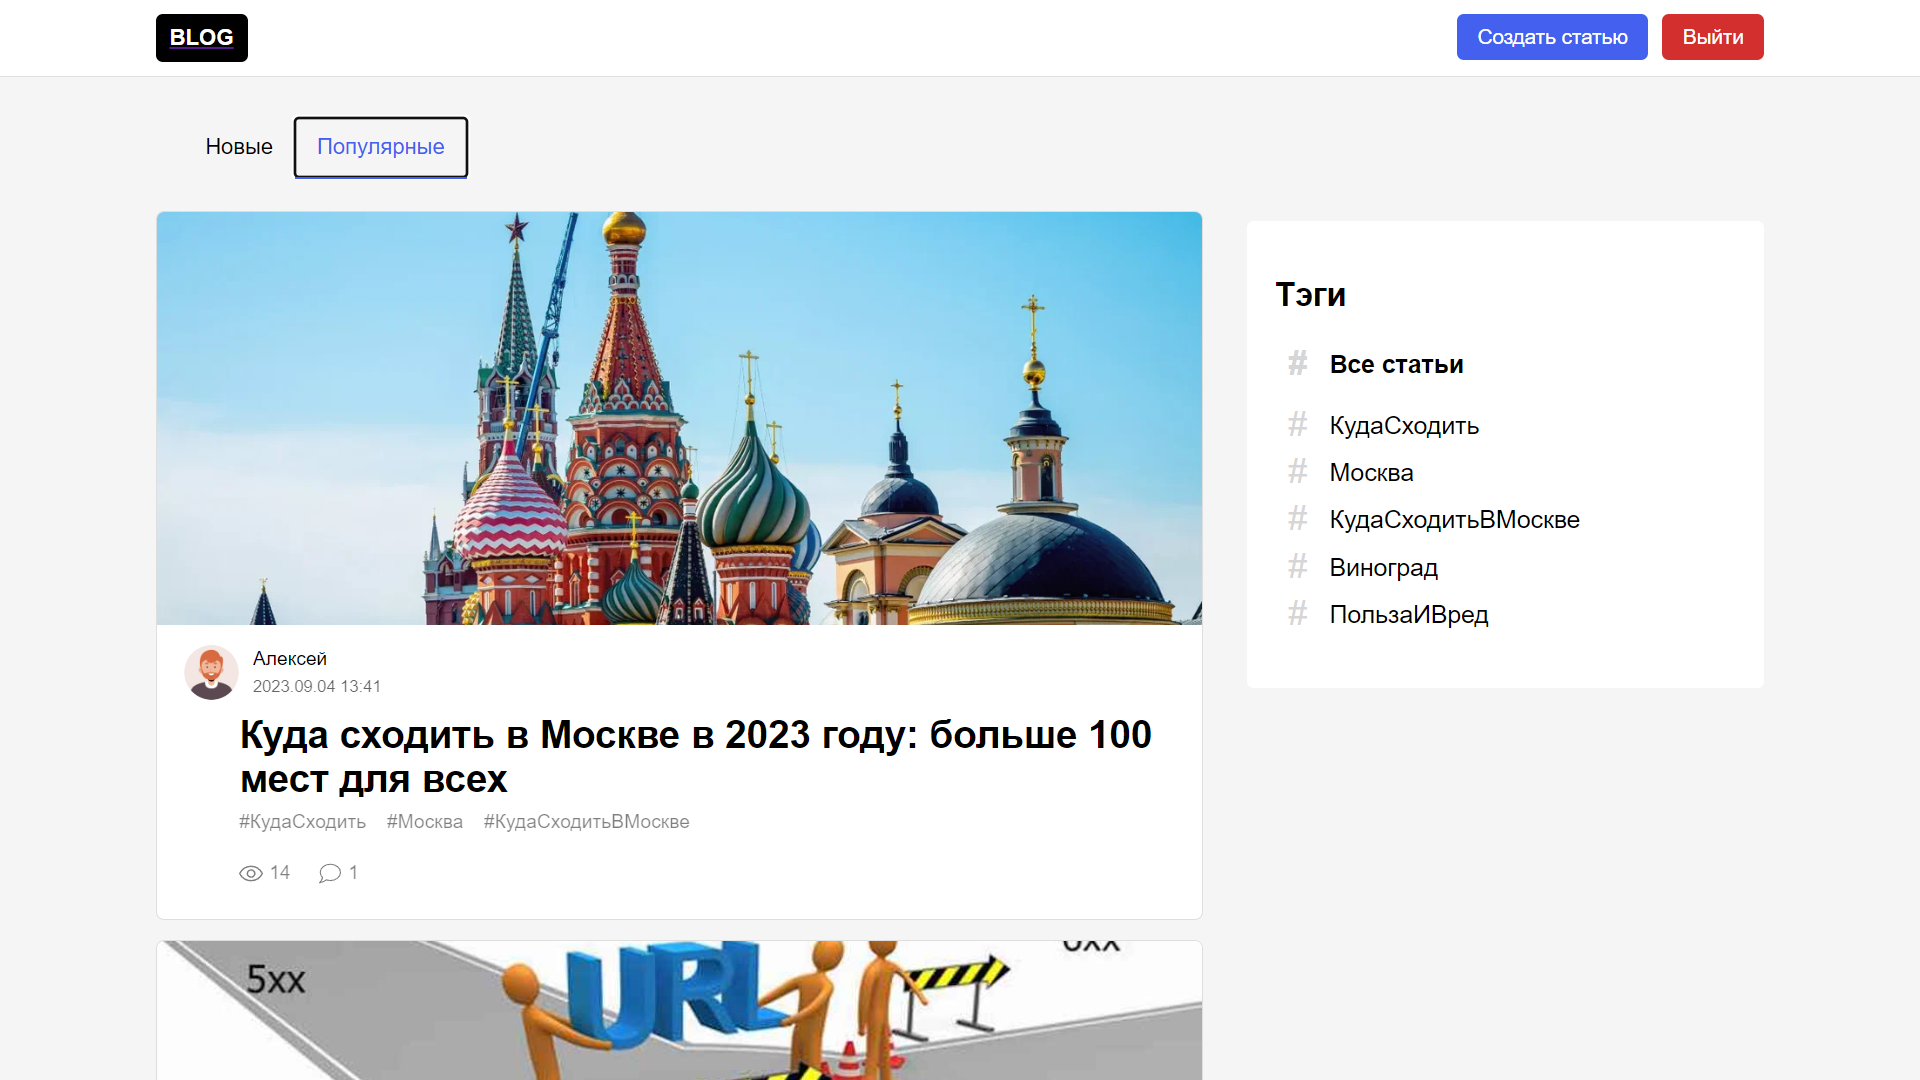 BLOG
Создать статью
Выйти
Новые
Популярные
Алексей
2023.09.04 13:41
Куда сходить в Москве в 2023 году: больше 100
мест для всех
#КудаСходить #Москва #КудаСходитьВМоскве
14
1
5xx
URL
Тэги
# Все статьи
# КудаСходить
# Москва
# КудаСходитьВМоскве
# Виноград
# ПользаИВред